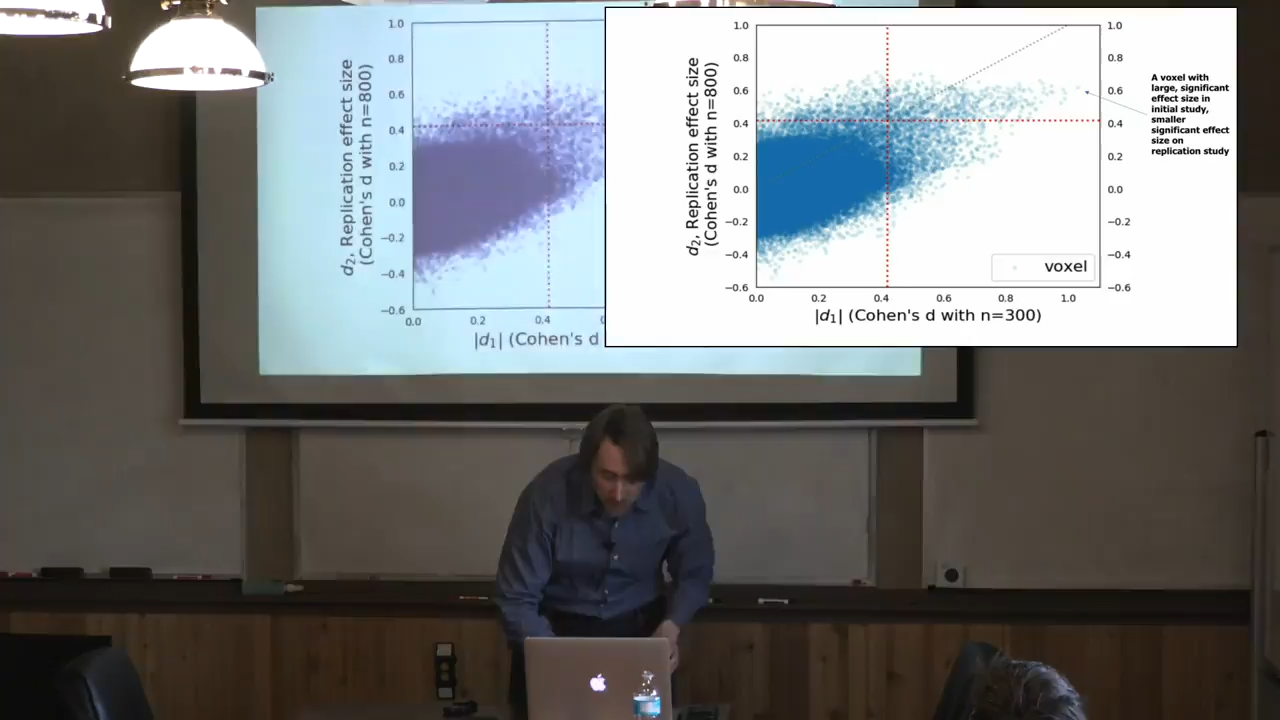 1.0
0.8
0.6
0.4
0.2
0.0
−0.2
−0.4
−0.6
0.0
0.2
0.4
d₂, Replication effect size
(Cohen's d with n=800)
|d₁| (Cohen's d
1.0
0.8
0.6
0.4
0.2
0.0
−0.2
−0.4
−0.6
d₂, Replication effect size
(Cohen's d with n=800)
0.0
0.2
0.4
0.6
0.8
1.0
|d₁| (Cohen's d with n=300)
voxel
1.0
0.8
0.6
0.4
0.2
0.0
−0.2
−0.4
−0.6
A voxel with
large, significant
effect size in
initial study,
smaller
significant effect
size on
replication study